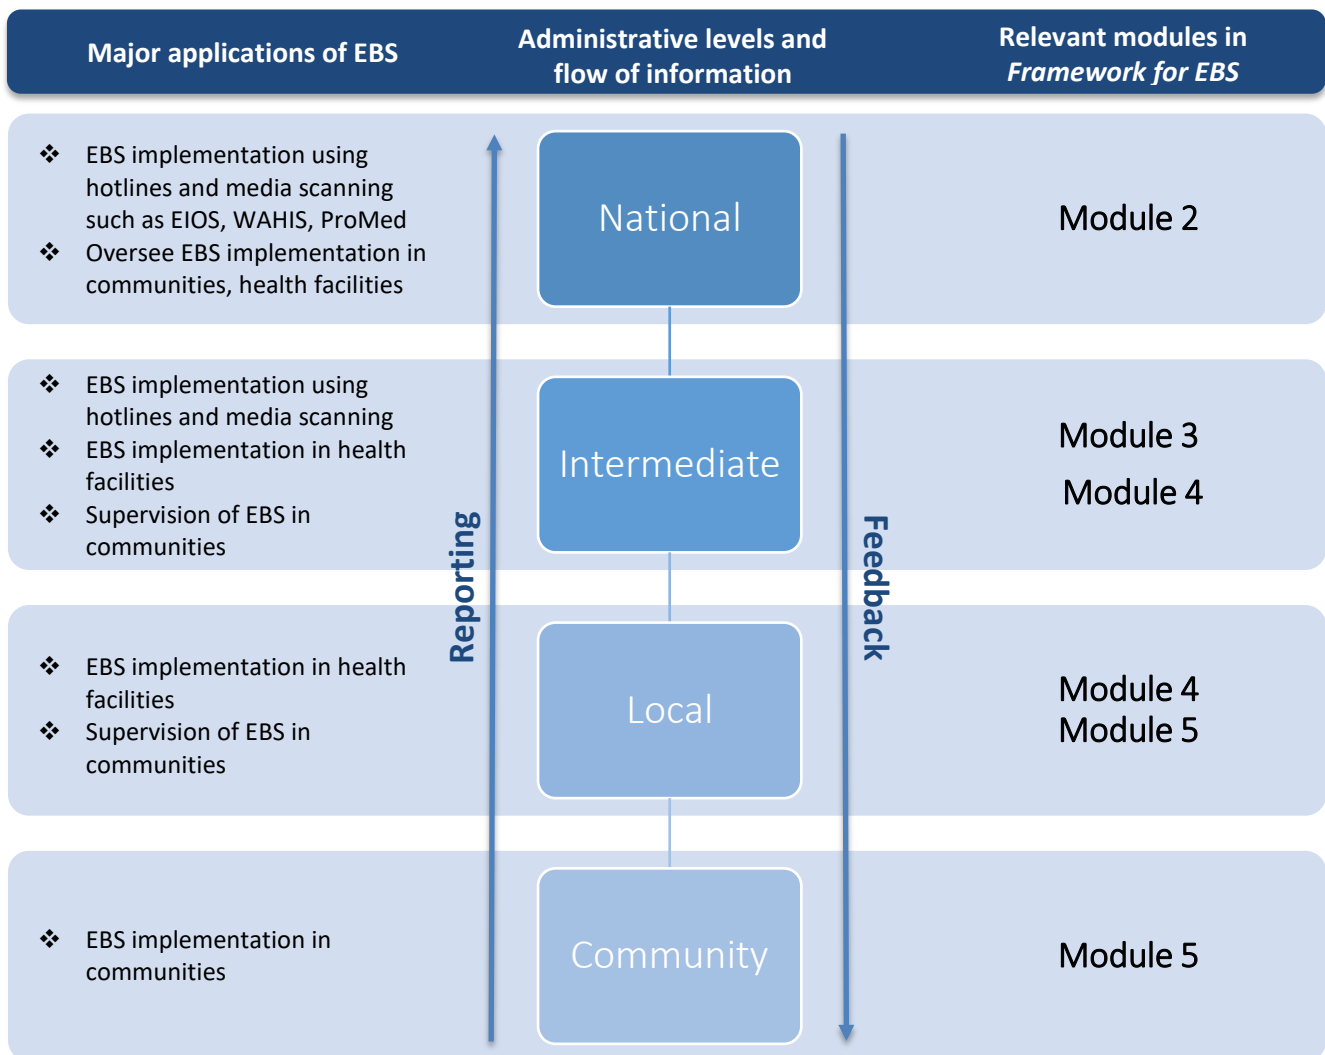 Major applications of EBS
Administrative levels and
flow of information
Relevant modules in
Framework for EBS
❖ EBS implementation using
hotlines and media scanning
such as EIOS, WAHIS, ProMed
❖ Oversee EBS implementation in
communities, health facilities
National
Module 2
❖ EBS implementation using
hotlines and media scanning
❖ EBS implementation in health
facilities
❖ Supervision of EBS in
communities
Intermediate
Module 3
Module 4
Reporting
Feedback
❖ EBS implementation in health
facilities
❖ Supervision of EBS in
communities
Local
Module 4
Module 5
❖ EBS implementation in
communities
Community
Module 5